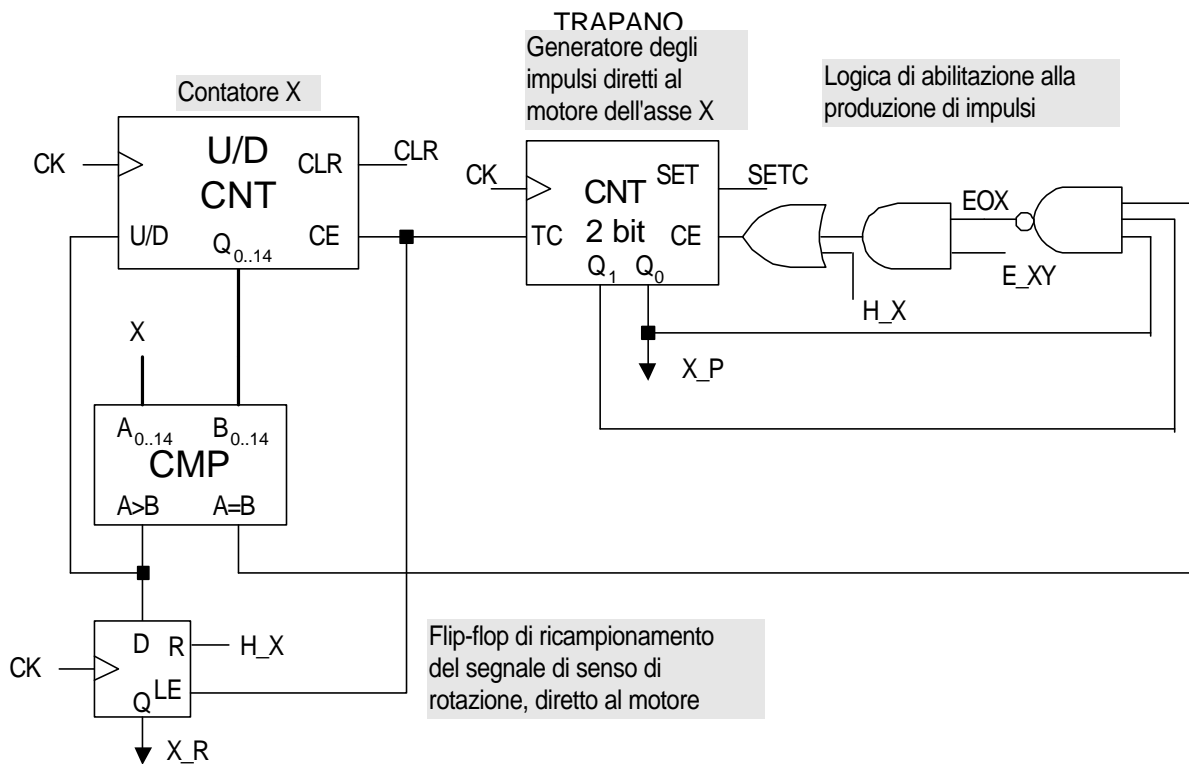 TRAPANO
Generatore degli
impulsi diretti al
motore dell'asse X
Logica di abilitazione alla
produzione di impulsi
Contatore X
CK
U/D
CNT
CLR
CLR
U/D
Q0..14
CE
CK
CNT
2 bit
SET
SETC
TC
CE
Q1
Q0
EOX
E_XY
H_X
X_P
X
A0..14
B0..14
CMP
A>B
A=B
CK
D
R
H_X
Q
LE
X_R
Flip-flop di ricampionamento
del segnale di senso di
rotazione, diretto al motore